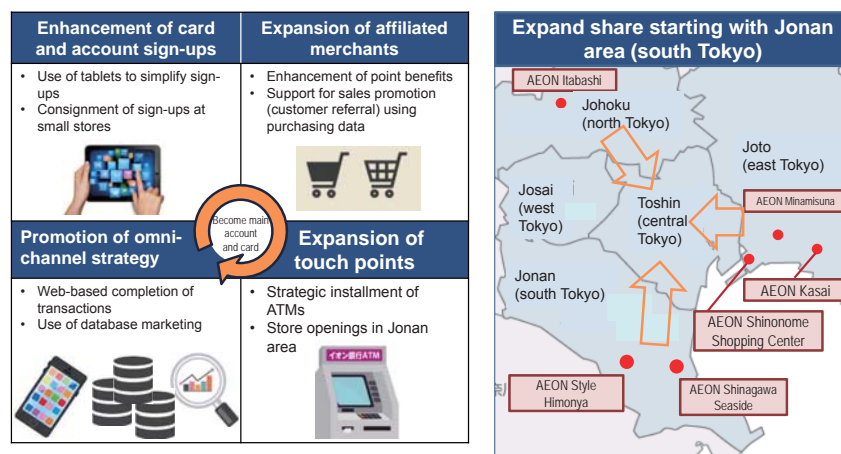 Enhancement of card
and account sign-ups
• Use of tablets to simplify sign-
ups
• Consignment of sign-ups at
small stores
Expansion of affiliated
merchants
• Enhancement of point benefits
• Support for sales promotion
(customer referral) using
purchasing data
Become main
account
and card
Promotion of omni-
channel strategy
• Web-based completion of
transactions
• Use of database marketing
Expansion of
touch points
• Strategic installment of
ATMs
• Store openings in Jonan
area
イオン銀行ATM
Expand share starting with Jonan
area (south Tokyo)
AEON Itabashi
Johoku
(north Tokyo)
Joto
(east Tokyo)
Josai
(west
Tokyo)
Toshin
(central
Tokyo)
AEON Minamisuna
Jonan
(south Tokyo)
AEON Kasai
AEON Shinonome
Shopping Center
AEON Style
Himonya
AEON Shinagawa
Seaside